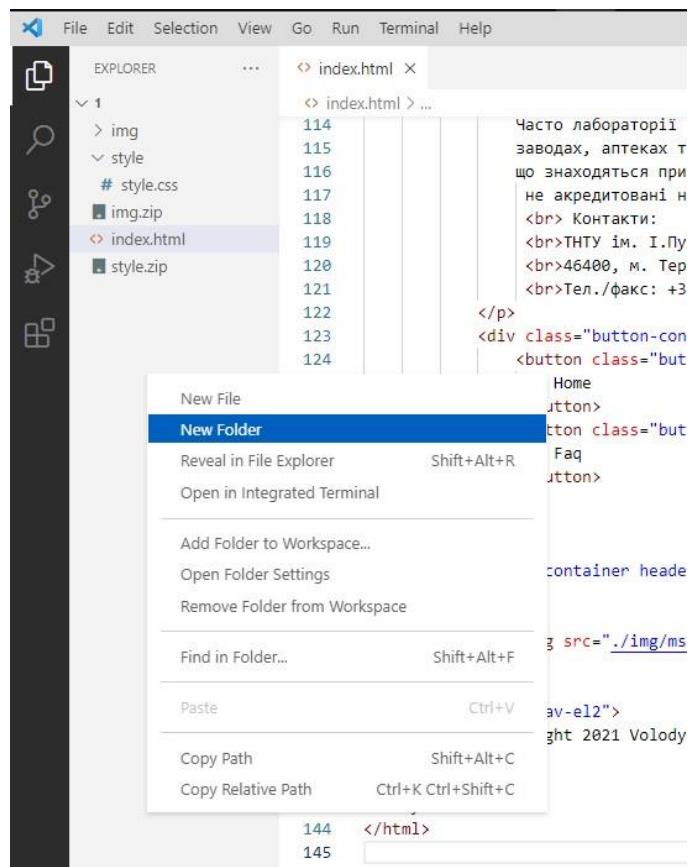 File Edit Selection View Go Run Terminal Help
EXPLORER ...
index.html ×
1
img
style
# style.css
img.zip
<> index.html
style.zip
<> index.html > ...
114 Часто лабораторії
115 заводах, аптеках т
116 що знаходяться при
117 не акредитовані н
118 <br> Контакти:
119 <br>ТНТУ ім. І.Пу
120 <br>46400, м. Тер
121 <br>Тел./факс: +3
122 </p>
123 <div class="button-con
124 <button class="but
Home
utton>
tton class="but
Faq
utton>
container heade
g src="./img/ms
av-el2">
ght 2021 Volody
144 </html>
145
New File
New Folder
Reveal in File Explorer Shift+Alt+R
Open in Integrated Terminal
Add Folder to Workspace...
Open Folder Settings
Remove Folder from Workspace
Find in Folder... Shift+Alt+F
Paste Ctrl+V
Copy Path Shift+Alt+C
Copy Relative Path Ctrl+K Ctrl+Shift+C